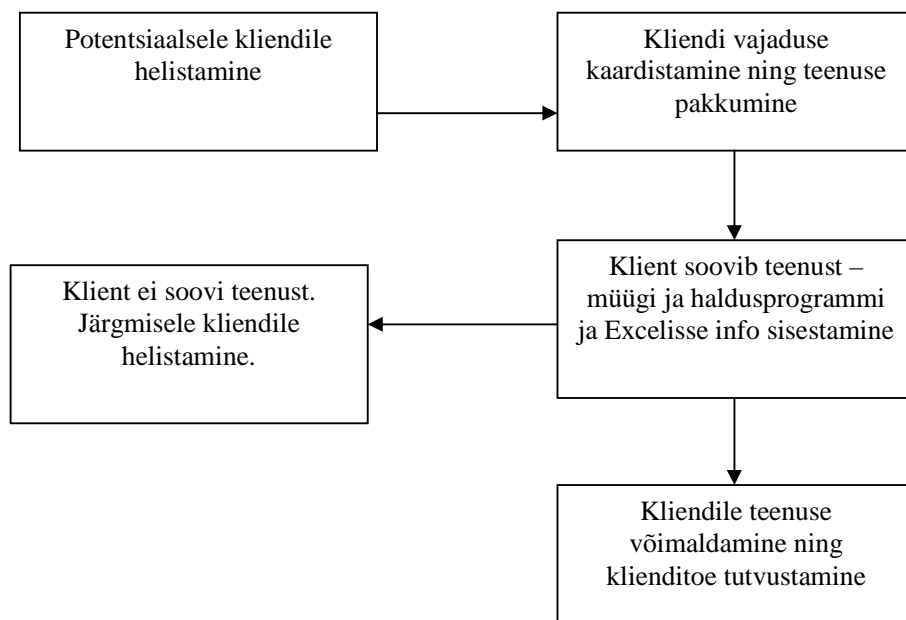 Potentsiaalsele kliendile
helistamine
Kliendi vajaduse
kaardistamine ning teenuse
pakkumine
Klient ei soovi teenust.
Järgmisele kliendile
helistamine.
Klient soovib teenust –
müügi ja haldusprogrammi
ja Excelisse info sisestamine
Kliendile teenuse
võimaldamine ning
klienditoe tutvustamine